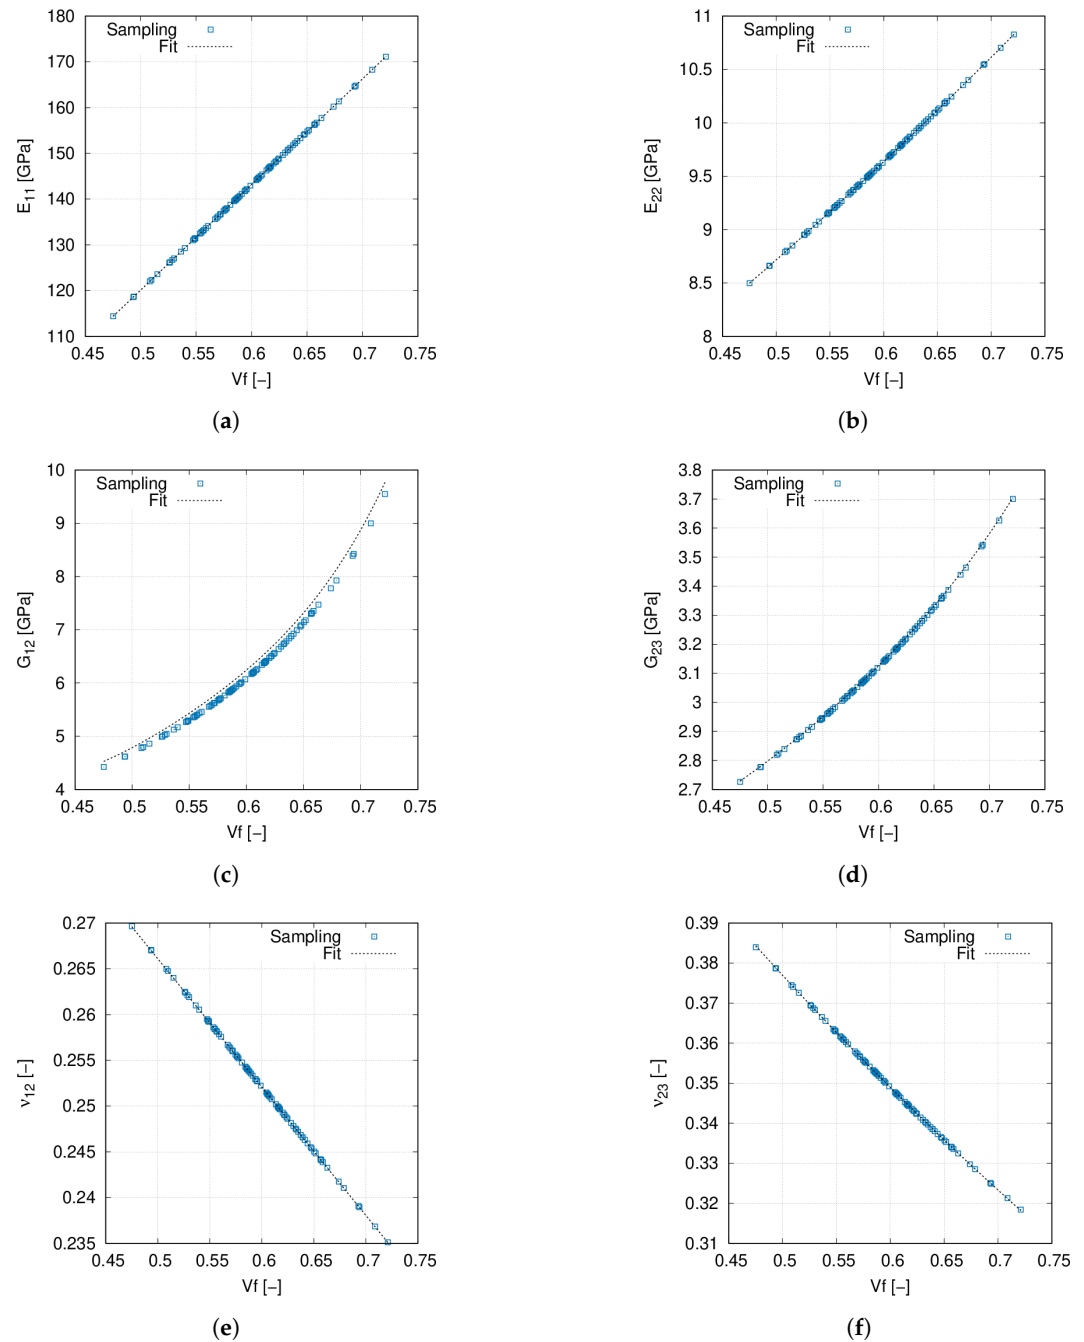 180
170
160
150
140
130
120
110
0.45 0.5 0.55 0.6 0.65 0.7 0.75
E11 [GPa]
Vf [−]
Sampling
Fit
(a)
11
10.5
10
9.5
9
8.5
8
0.45 0.5 0.55 0.6 0.65 0.7 0.75
E22 [GPa]
Vf [−]
Sampling
Fit
(b)
10
9
8
7
6
5
4
0.45 0.5 0.55 0.6 0.65 0.7 0.75
G12 [GPa]
Vf [−]
Sampling
Fit
(c)
3.8
3.7
3.6
3.5
3.4
3.3
3.2
3.1
3
2.9
2.8
2.7
0.45 0.5 0.55 0.6 0.65 0.7 0.75
G23 [GPa]
Vf [−]
Sampling
Fit
(d)
0.27
0.265
0.26
0.255
0.25
0.245
0.24
0.235
0.45 0.5 0.55 0.6 0.65 0.7 0.75
ν12 [−]
Vf [−]
Sampling
Fit
(e)
0.39
0.38
0.37
0.36
0.35
0.34
0.33
0.32
0.31
0.45 0.5 0.55 0.6 0.65 0.7 0.75
ν23 [−]
Vf [−]
Sampling
Fit
(f)